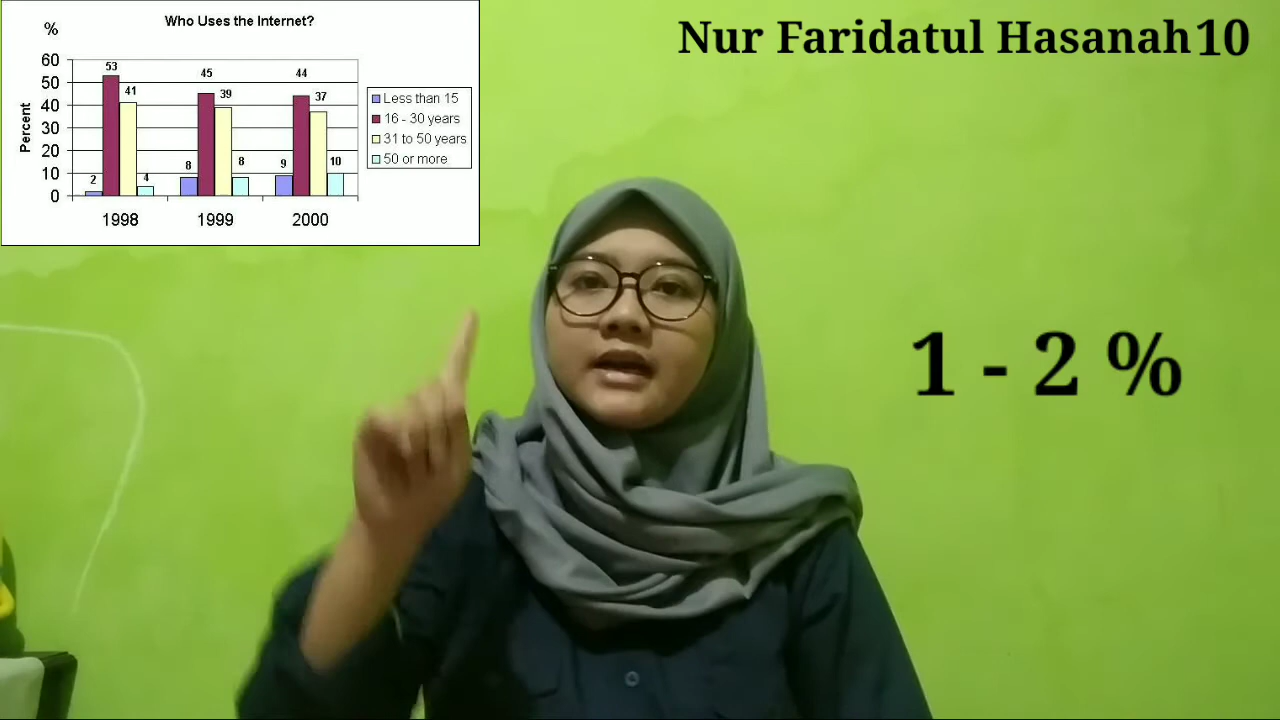 Who Uses the Internet?
%
Nur Faridatul Hasanah10
60
50
40
30
20
10
0
Percent
53
41
2
4
45
39
8
8
44
37
9
10
1998
1999
2000
Less than 15
16 - 30 years
31 to 50 years
50 or more
1 - 2 %